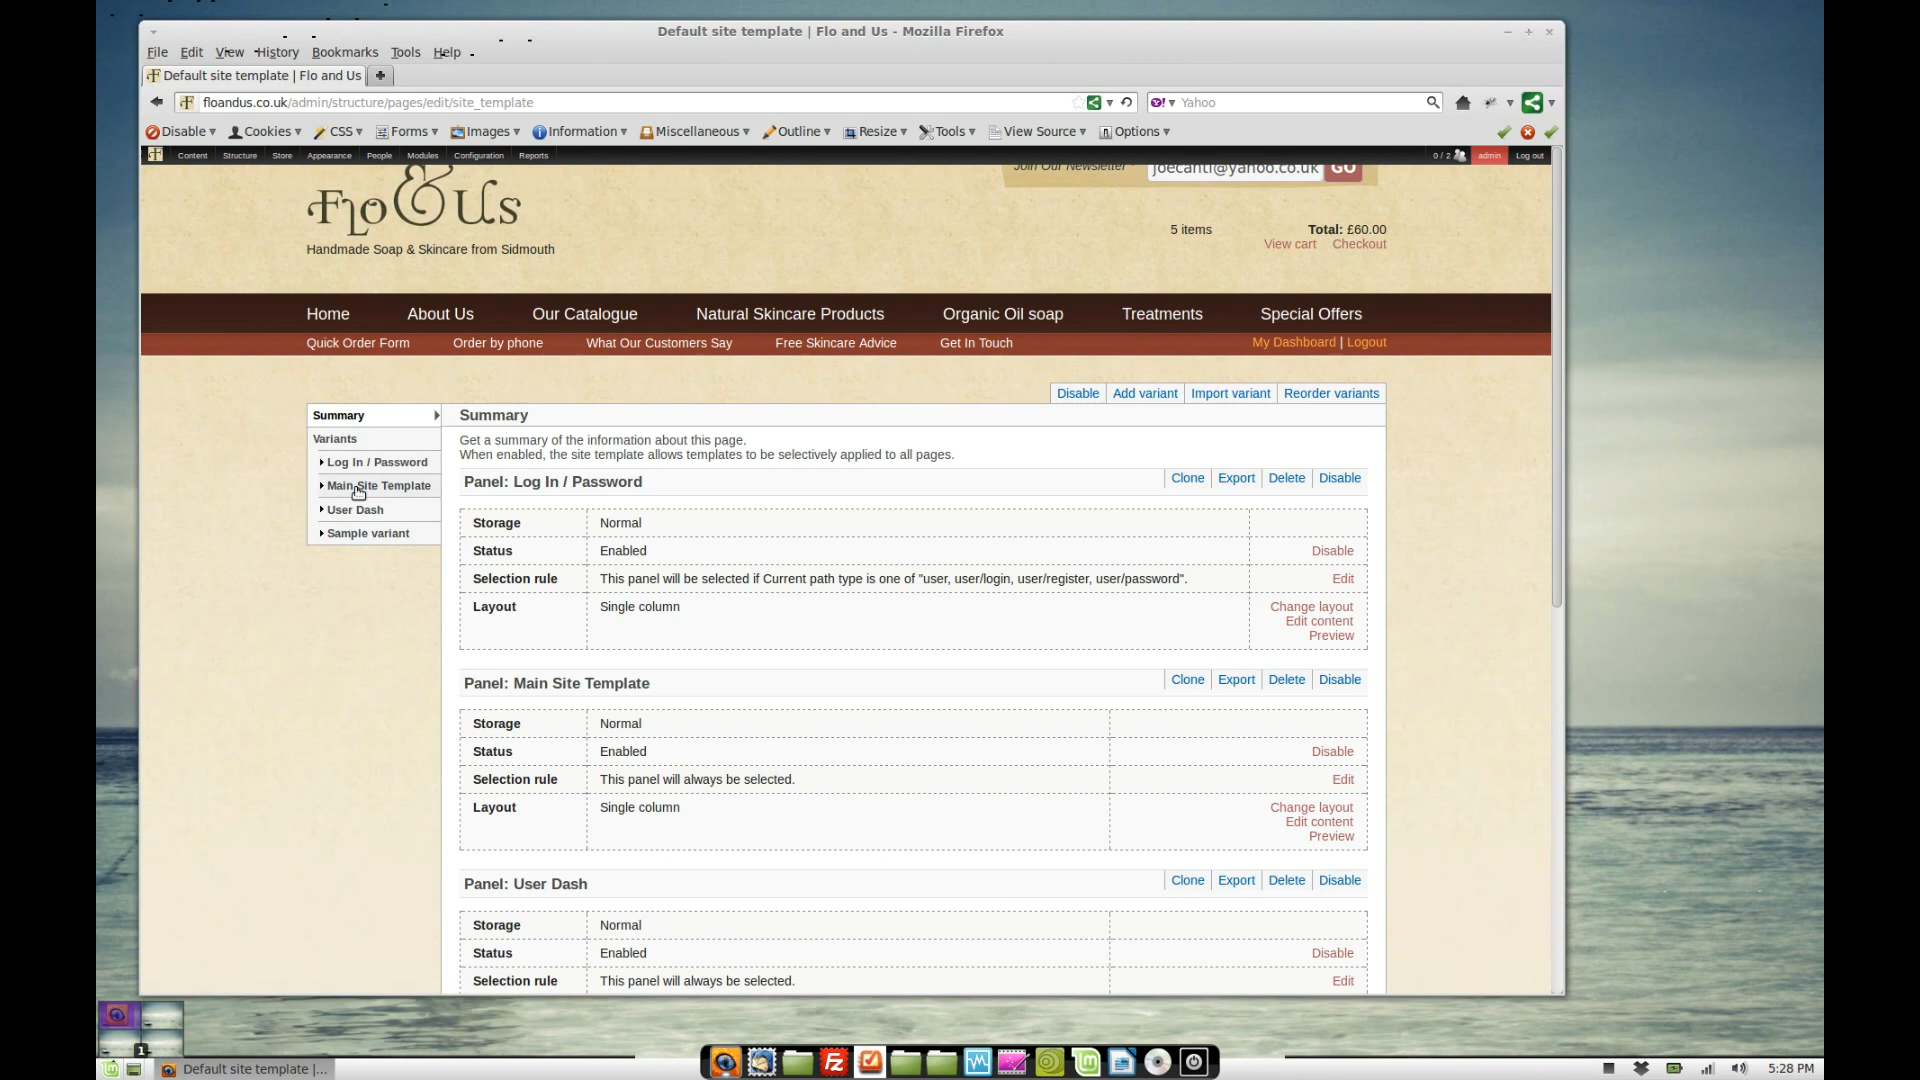 Default site template | Flo and Us - Mozilla Firefox
File Edit View History Bookmarks Tools Help
Default site template | Flo and Us
floandus.co.uk/admin/structure/pages/edit/site_template
Yahoo
Disable Cookies CSS Forms Images Information Miscellaneous Outline Resize Tools View Source Options
Content Structure Store Appearance People Modules Configuration Reports 0 / 2 admin Log out
Join Our Newsletter joecanti@yahoo.co.uk GO
Flo & Us
Handmade Soap & Skincare from Sidmouth
5 items Total: £60.00
View cart Checkout
Home About Us Our Catalogue Natural Skincare Products Organic Oil soap Treatments Special Offers
Quick Order Form Order by phone What Our Customers Say Free Skincare Advice Get In Touch My Dashboard | Logout
Disable Add variant Import variant Reorder variants
Summary
Variants
Log In / Password
Main Site Template
User Dash
Sample variant
Summary
Get a summary of the information about this page.
When enabled, the site template allows templates to be selectively applied to all pages.
Panel: Log In / Password Clone Export Delete Disable
Storage Normal
Status Enabled Disable
Selection rule This panel will be selected if Current path type is one of "user, user/login, user/register, user/password". Edit
Layout Single column Change layout
Edit content
Preview
Panel: Main Site Template Clone Export Delete Disable
Storage Normal
Status Enabled Disable
Selection rule This panel will always be selected. Edit
Layout Single column Change layout
Edit content
Preview
Panel: User Dash Clone Export Delete Disable
Storage Normal
Status Enabled Disable
Selection rule This panel will always be selected. Edit
1
Default site template |... 5:28 PM